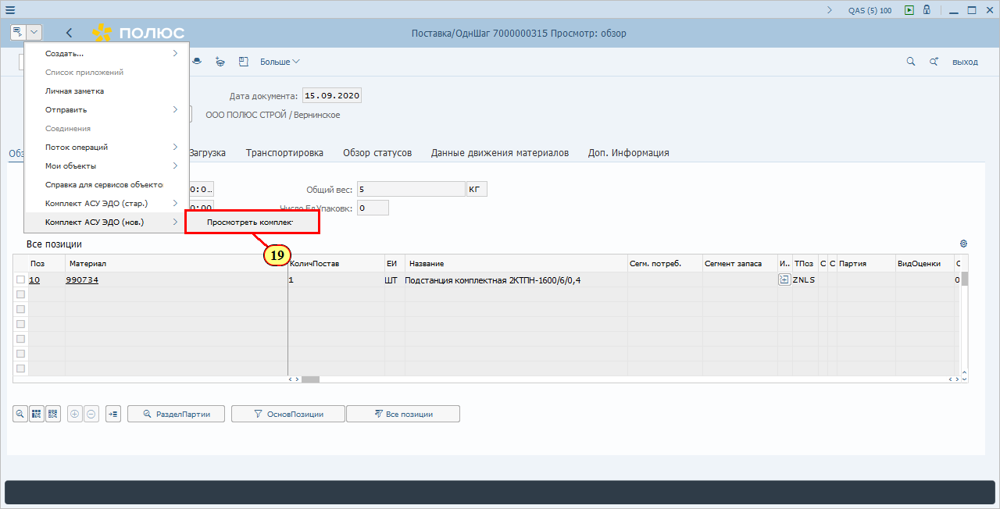 QAS (5) 100
ПОЛЮС
Поставка/ОднШаг 7000000315 Просмотр: обзор
Создать...
Список приложений
Личная заметка
Отправить
Соединения
Поток операций
Мои объекты
Справка для сервисов объекто
Комплект АСУ ЭДО (стар.)
Комплект АСУ ЭДО (нов.)
Просмотреть комплек
19
Больше
выход
Дата документа: 15.09.2020
ООО ПОЛЮС СТРОЙ / Вернинское
Загрузка Транспортировка Обзор статусов Данные движения материалов Доп. Информация
0:0... Общий вес: 5 КГ
0:00 Число Ед.Упаковк: 0
Все позиции
Поз Материал КоличПостав ЕИ Название Сегм. потреб. Сегмент запаса И.. ТПоз С С Партия ВидОценки
10 990734 1 ШТ Подстанция комплектная 2КТПН-1600/6/0,4 ZNLS 0
РазделПартии ОсновПозиции Все позиции